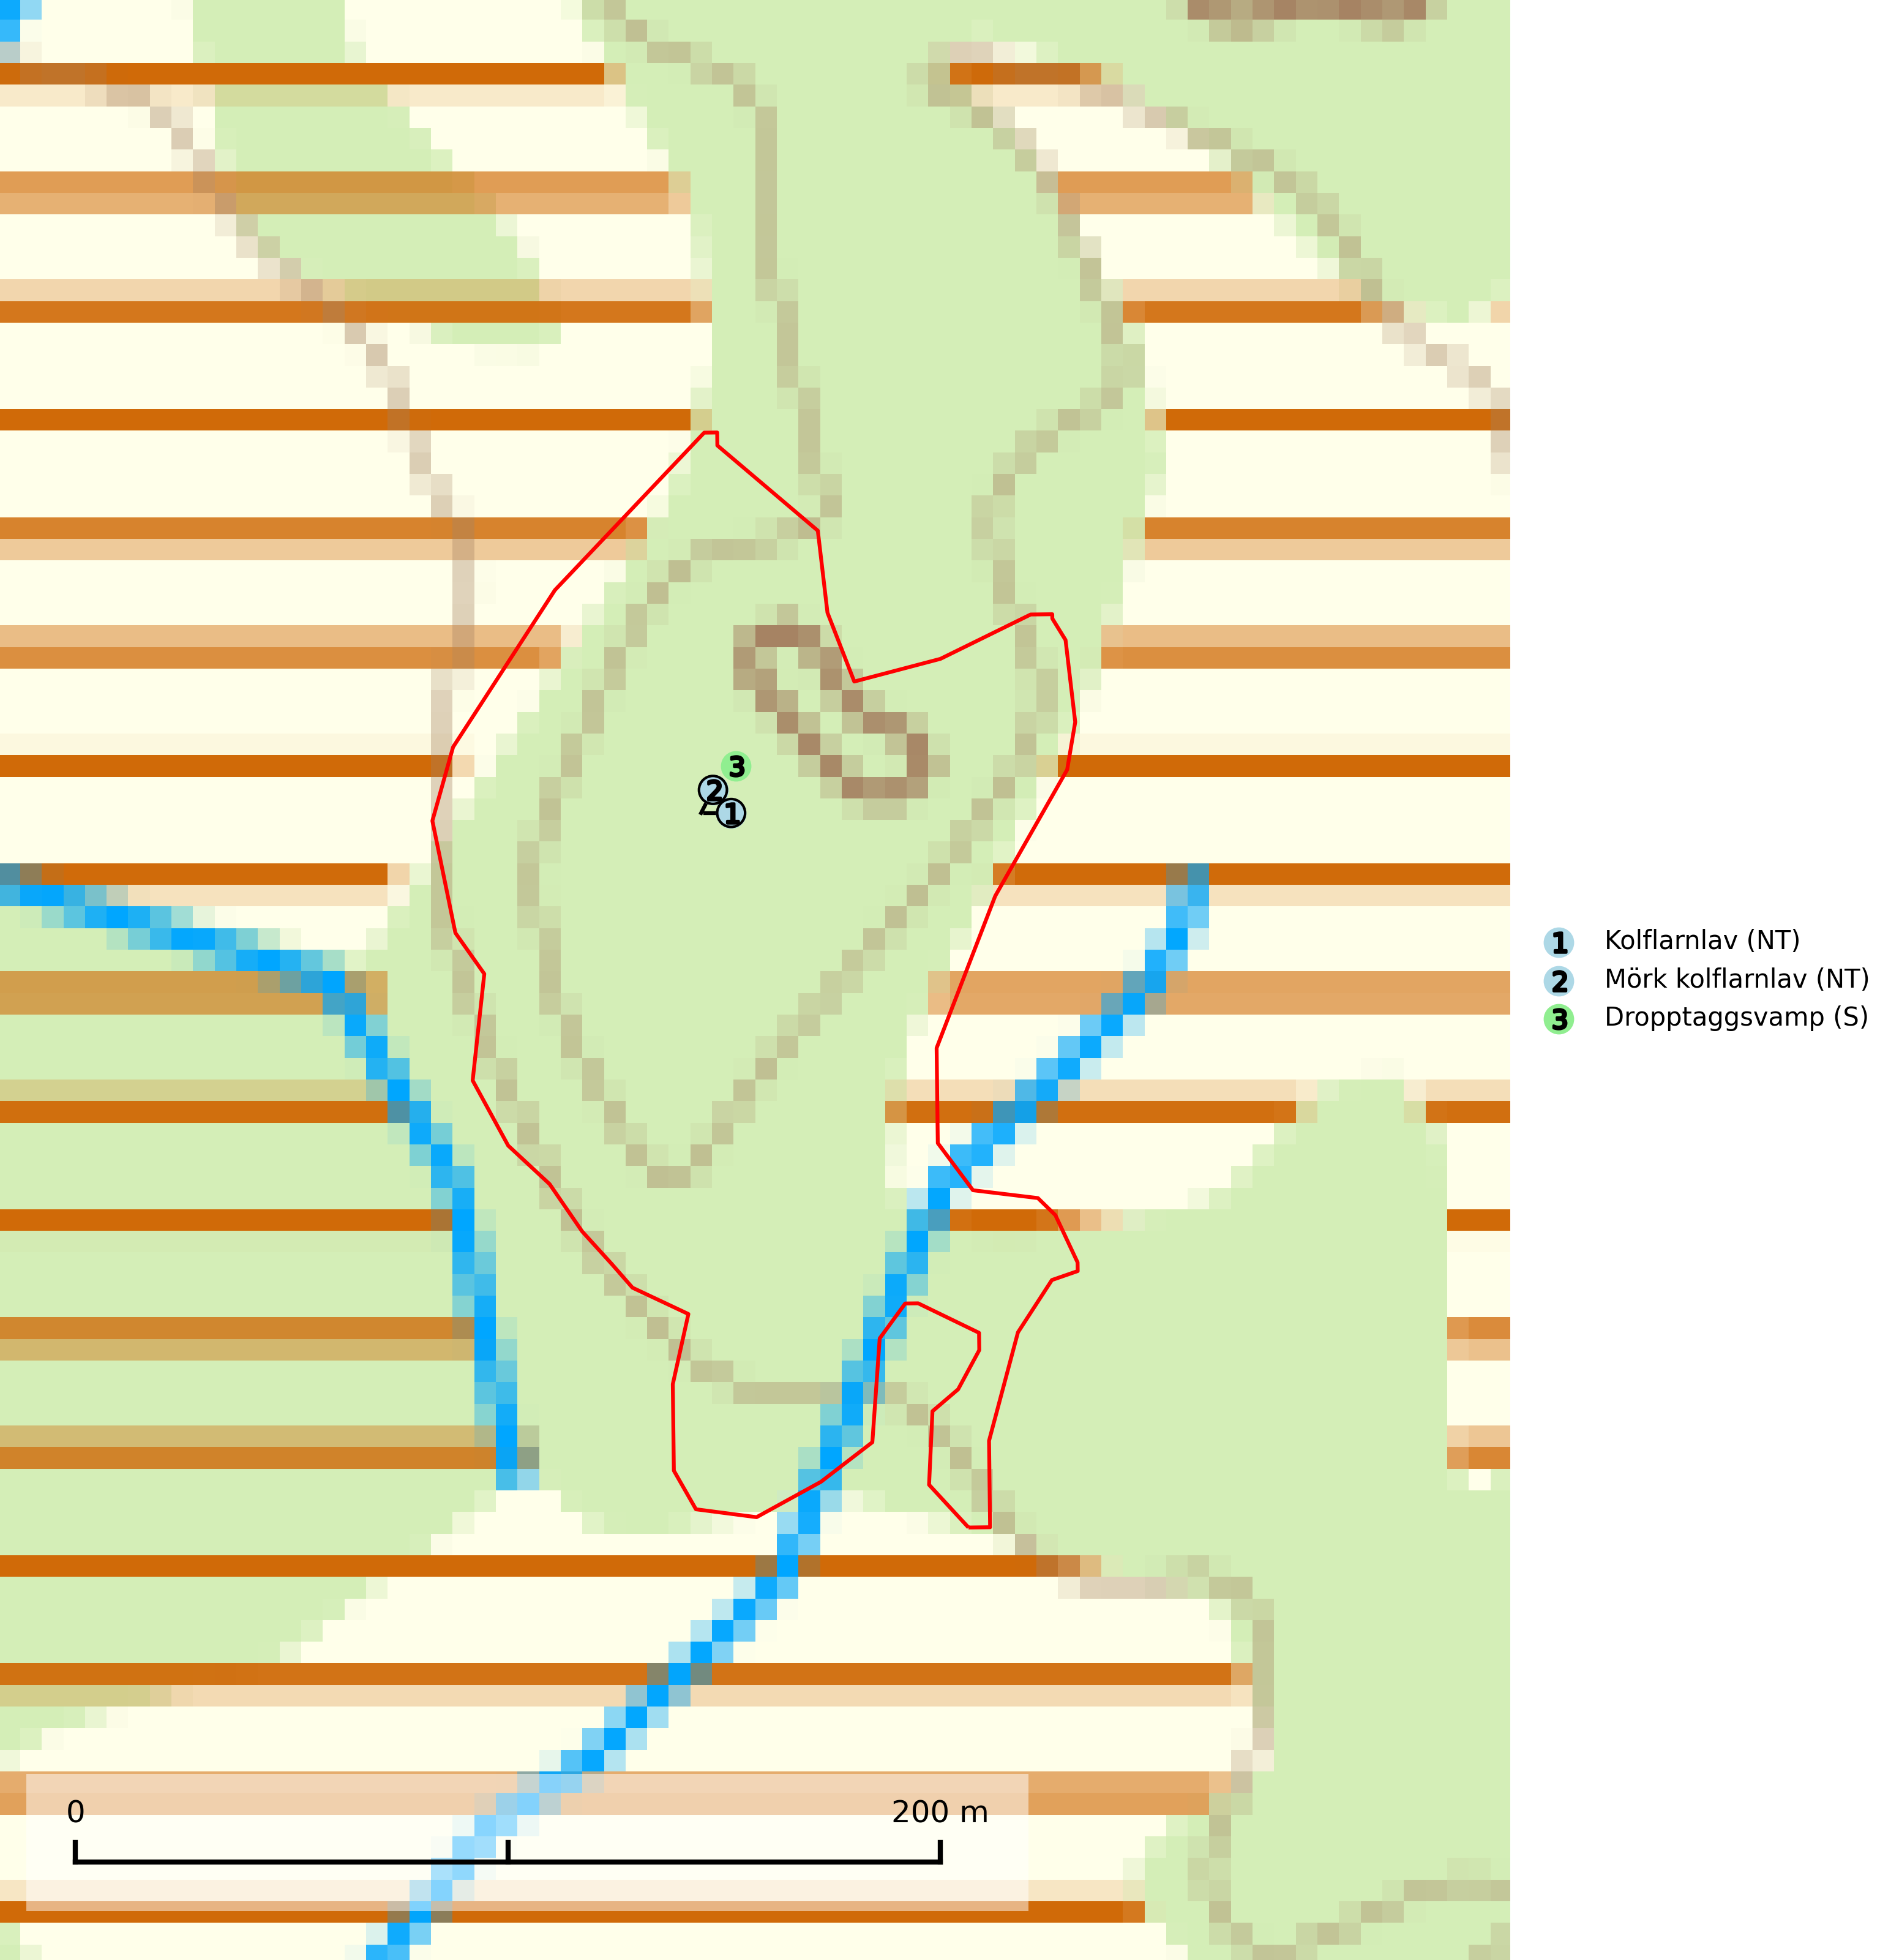 3
2
1
1 Kolflarnlav (NT)
2 Mörk kolflarnlav (NT)
3 Dropptaggsvamp (S)
0 200 m